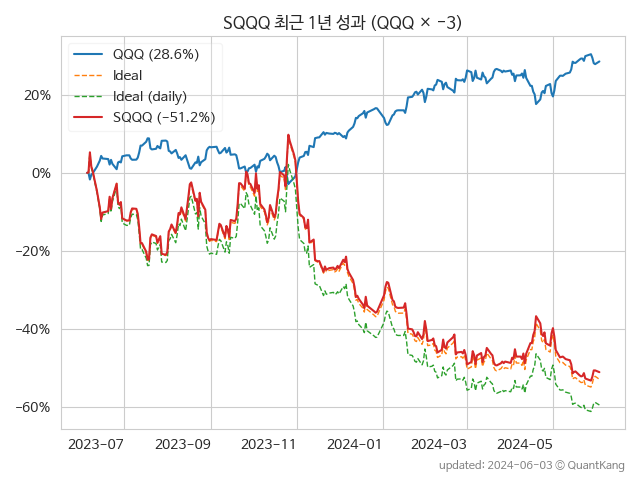 SQQQ 최근 1년 성과 (QQQ × −3)
QQQ (28.6%)
Ideal
Ideal (daily)
SQQQ (−51.2%)
20%
0%
−20%
−40%
−60%
2023-07
2023-09
2023-11
2024-01
2024-03
2024-05
updated: 2024-06-03 ⓒ QuantKang